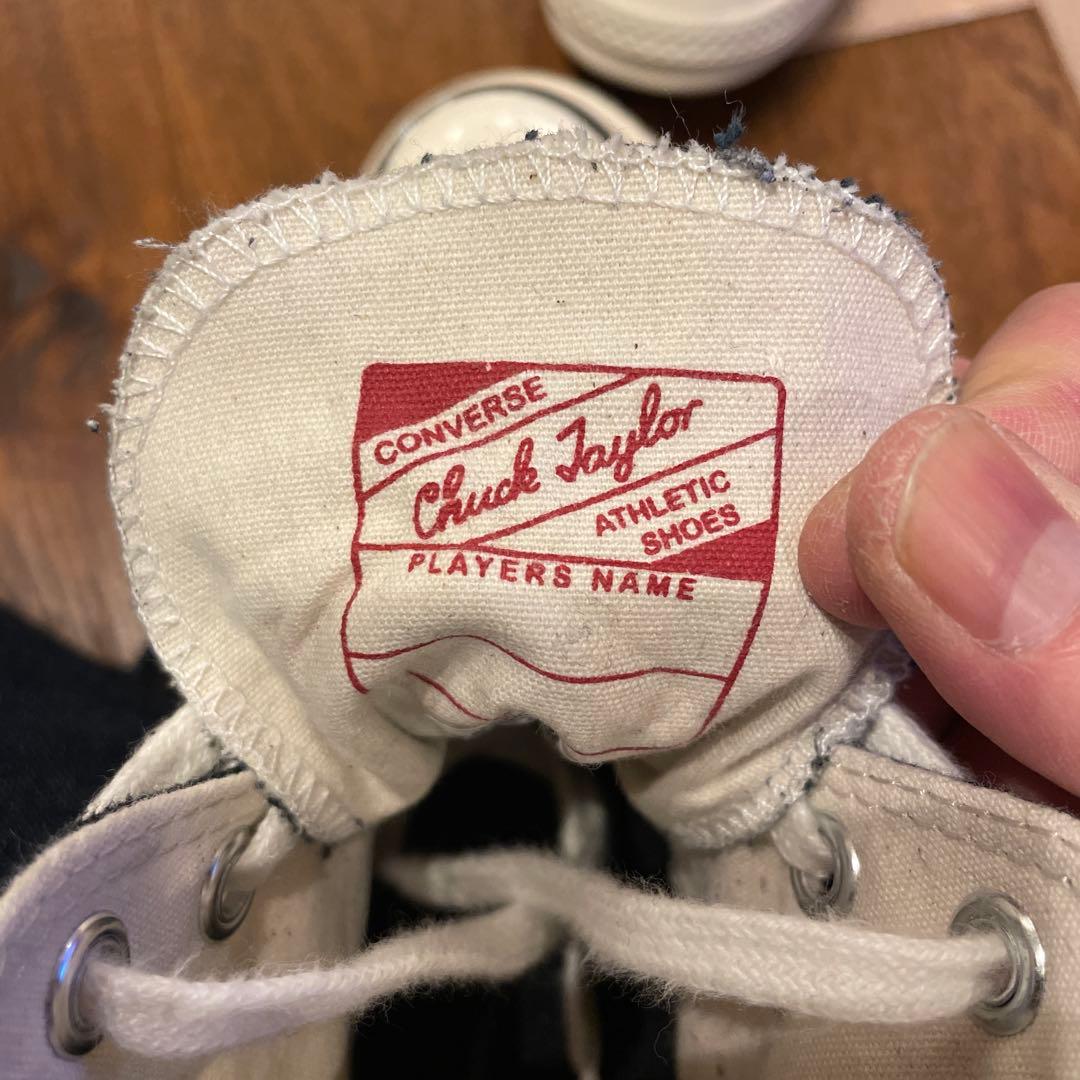 CONVERSE
Chuck Taylor
ATHLETIC
SHOES
PLAYERS NAME